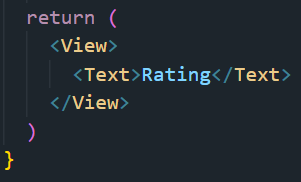 return (
<View>
<Text>Rating</Text>
</View>
)
}